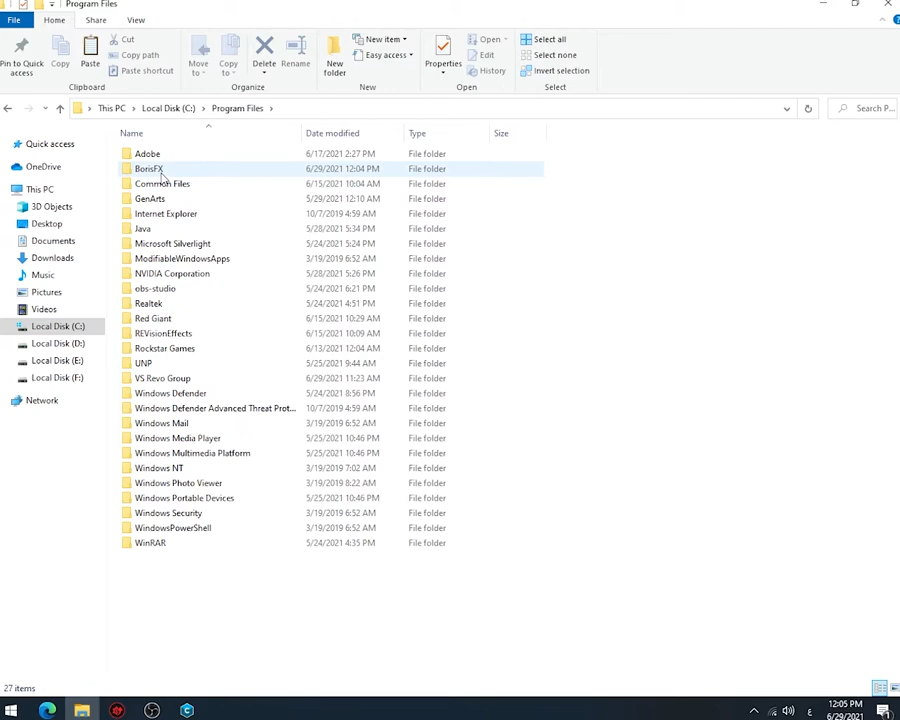 Program Files
File Home Share View
Pin to Quick access
Copy
Paste
Cut
Copy path
Paste shortcut
Clipboard
Move to
Copy to
Delete
Rename
Organize
New folder
New item
Easy access
New
Properties
Open
Edit
History
Open
Select all
Select none
Invert selection
Select
This PC > Local Disk (C:) > Program Files >
Search P...
Name Date modified Type Size
Quick access
OneDrive
This PC
3D Objects
Desktop
Documents
Downloads
Music
Pictures
Videos
Local Disk (C:)
Local Disk (D:)
Local Disk (E:)
Local Disk (F:)
Network
Adobe 6/17/2021 2:27 PM File folder
BorisFX 6/29/2021 12:04 PM File folder
Common Files 6/15/2021 10:04 AM File folder
GenArts 5/29/2021 12:10 AM File folder
Internet Explorer 10/7/2019 4:59 AM File folder
Java 5/28/2021 5:34 PM File folder
Microsoft Silverlight 5/24/2021 5:24 PM File folder
ModifiableWindowsApps 3/19/2019 6:52 AM File folder
NVIDIA Corporation 5/28/2021 5:26 PM File folder
obs-studio 5/24/2021 6:21 PM File folder
Realtek 5/24/2021 4:51 PM File folder
Red Giant 6/15/2021 10:29 AM File folder
REVisionEffects 6/15/2021 10:09 AM File folder
Rockstar Games 6/13/2021 12:04 AM File folder
UNP 5/25/2021 9:44 AM File folder
VS Revo Group 6/29/2021 11:23 AM File folder
Windows Defender 5/24/2021 8:56 PM File folder
Windows Defender Advanced Threat Prot... 10/7/2019 4:59 AM File folder
Windows Mail 3/19/2019 6:52 AM File folder
Windows Media Player 5/25/2021 10:46 PM File folder
Windows Multimedia Platform 5/25/2021 10:46 PM File folder
Windows NT 3/19/2019 7:02 AM File folder
Windows Photo Viewer 3/19/2019 8:22 AM File folder
Windows Portable Devices 5/25/2021 10:46 PM File folder
Windows Security 3/19/2019 6:52 AM File folder
WindowsPowerShell 3/19/2019 6:52 AM File folder
WinRAR 5/24/2021 4:35 PM File folder
27 items
ع
12:05 PM
6/29/2021
1